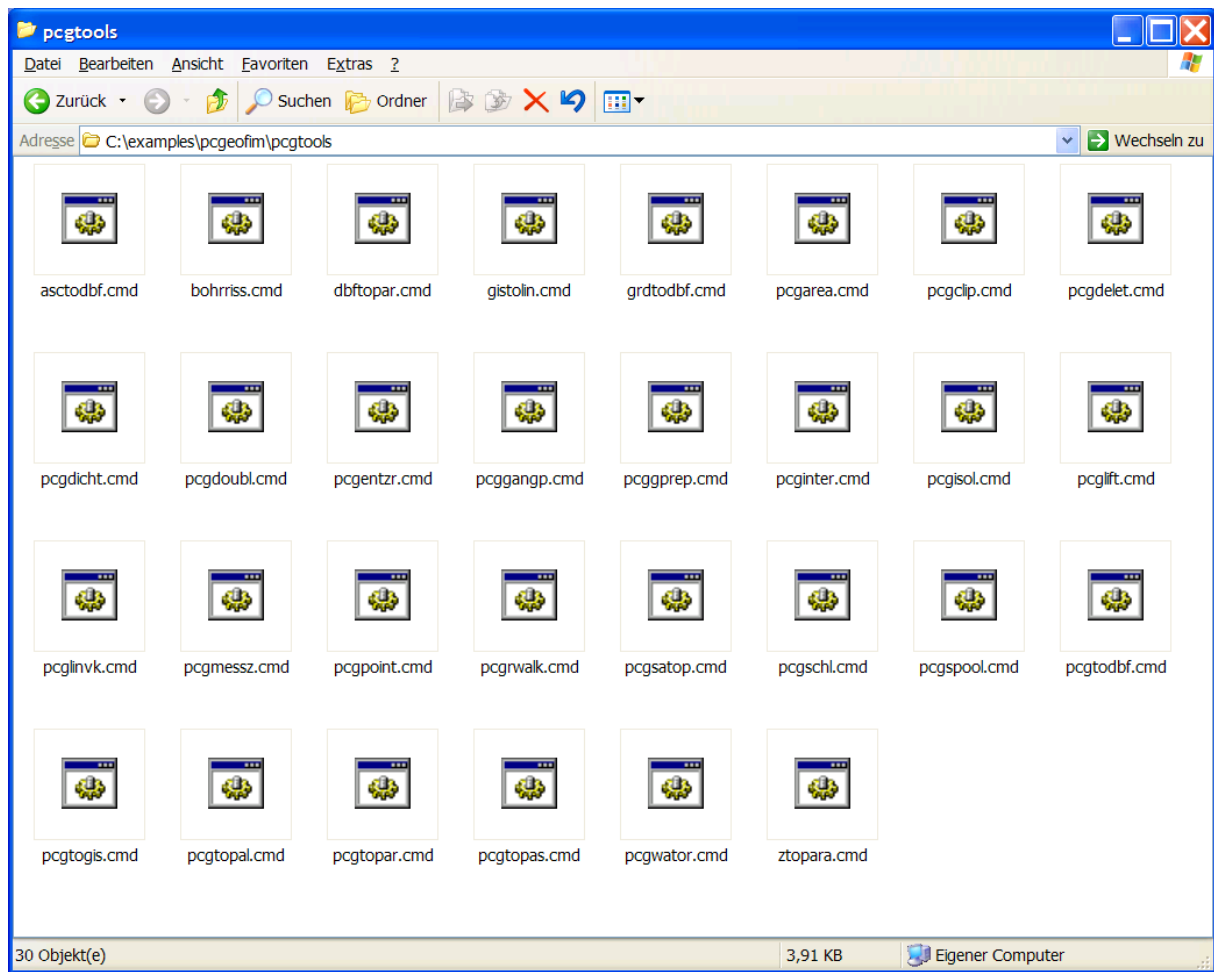 pcgtools
Datei Bearbeiten Ansicht Favoriten Extras ?
Zurück Suchen Ordner
Adresse C:\examples\pcgeofim\pcgtools Wechseln zu
asctodbf.cmd bohrriss.cmd dbftopar.cmd gistolin.cmd grdtodbf.cmd pcgarea.cmd pcgclip.cmd pcgdelet.cmd
pcgdicht.cmd pcgdoubl.cmd pcgentzr.cmd pcggangp.cmd pcggprep.cmd pcginter.cmd pcgisol.cmd pcglift.cmd
pcglinvk.cmd pcgmessz.cmd pcgpoint.cmd pcgrwalk.cmd pcgsatop.cmd pcgschl.cmd pcgspool.cmd pcgtodbf.cmd
pcgtogis.cmd pcgtopal.cmd pcgtopar.cmd pcgtopas.cmd pcgwator.cmd ztopara.cmd
30 Objekt(e) 3,91 KB Eigener Computer